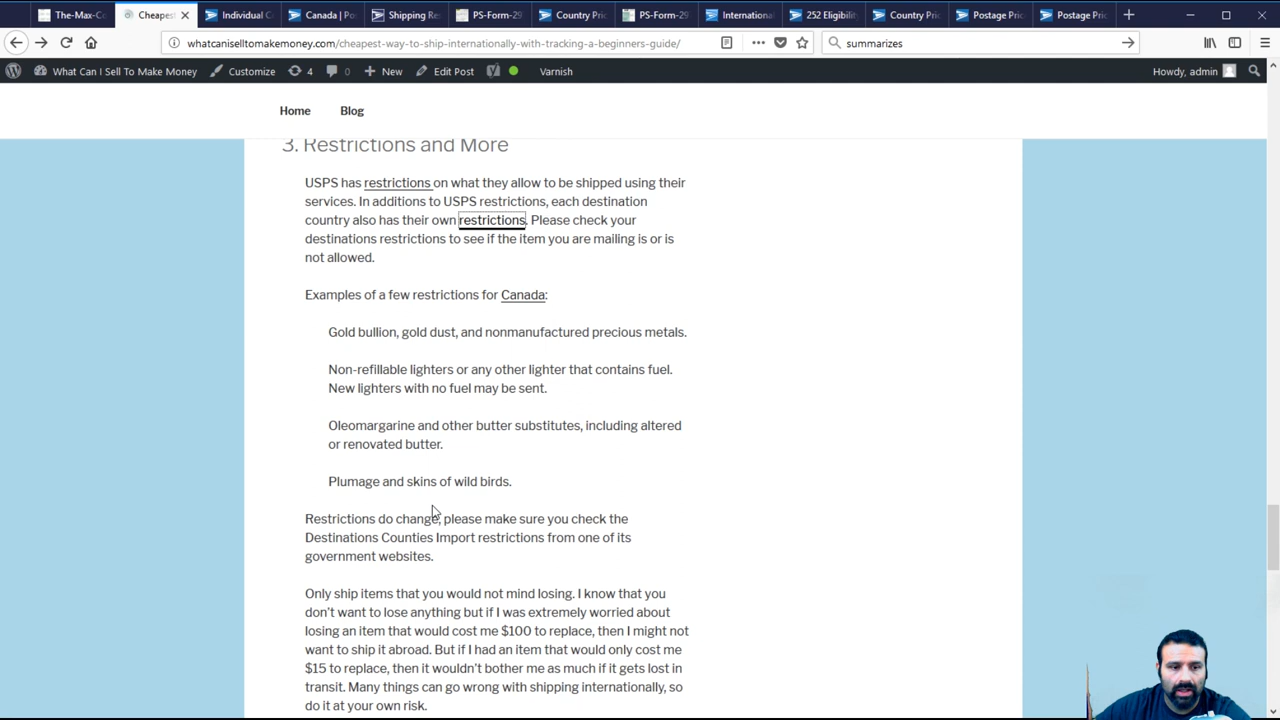 The-Max-Co
Cheapest
Individual C
Canada | Po
Shipping Re
PS-Form-29
Country Pri
PS-Form-29
Internationa
252 Eligibili
Country Pri
Postage Pric
Postage Pric
whatcaniselltomakemoney.com/cheapest-way-to-ship-internationally-with-tracking-a-beginners-guide/
summarizes
What Can I Sell To Make Money
Customize
4
0
New
Edit Post
Varnish
Howdy, admin
Home
Blog
3. Restrictions and More
USPS has restrictions on what they allow to be shipped using their
services. In additions to USPS restrictions, each destination
country also has their own restrictions. Please check your
destinations restrictions to see if the item you are mailing is or is
not allowed.
Examples of a few restrictions for Canada:
Gold bullion, gold dust, and nonmanufactured precious metals.
Non-refillable lighters or any other lighter that contains fuel.
New lighters with no fuel may be sent.
Oleomargarine and other butter substitutes, including altered
or renovated butter.
Plumage and skins of wild birds.
Restrictions do change, please make sure you check the
Destinations Counties Import restrictions from one of its
government websites.
Only ship items that you would not mind losing. I know that you
don't want to lose anything but if I was extremely worried about
losing an item that would cost me $100 to replace, then I might not
want to ship it abroad. But if I had an item that would only cost me
$15 to replace, then it wouldn't bother me as much if it gets lost in
transit. Many things can go wrong with shipping internationally, so
do it at your own risk.